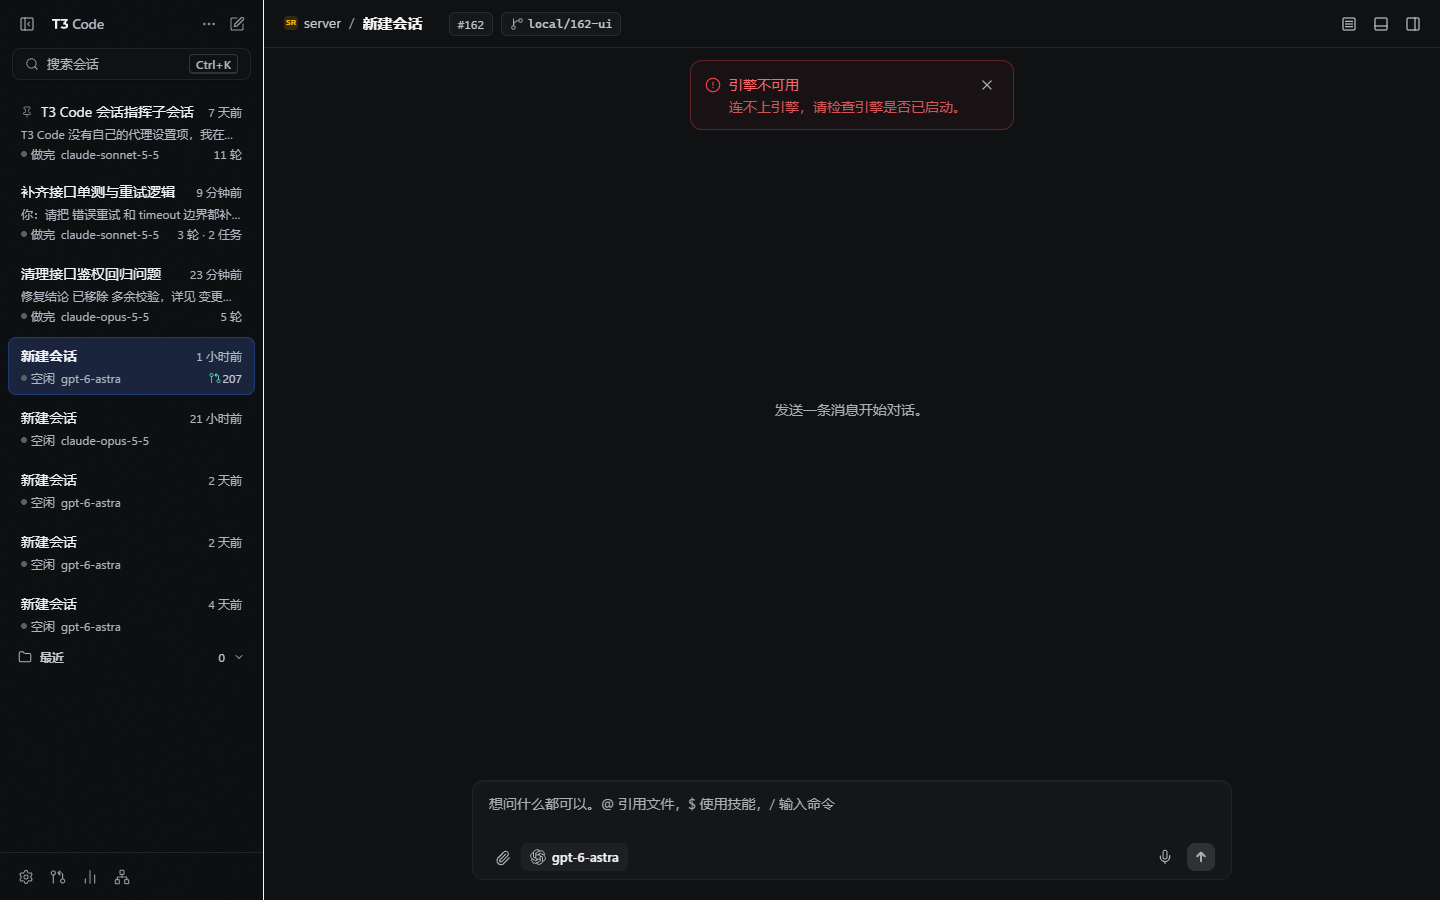 T3 Code
搜索会话 Ctrl+K
T3 Code 会话指挥子会话 7 天前
T3 Code 没有自己的代理设置项，我在...
做完 claude-sonnet-5-5 11 轮
补齐接口单测与重试逻辑 9 分钟前
你：请把 错误重试 和 timeout 边界都补...
做完 claude-sonnet-5-5 3 轮 · 2 任务
清理接口鉴权回归问题 23 分钟前
修复结论 已移除 多余校验，详见 变更...
做完 claude-opus-5-5 5 轮
新建会话 1 小时前
空闲 gpt-6-astra 207
新建会话 21 小时前
空闲 claude-opus-5-5
新建会话 2 天前
空闲 gpt-6-astra
新建会话 2 天前
空闲 gpt-6-astra
新建会话 4 天前
空闲 gpt-6-astra
最近 0
SR server / 新建会话 #162 local/162-ui
引擎不可用
连不上引擎，请检查引擎是否已启动。
发送一条消息开始对话。
想问什么都可以。@ 引用文件，$ 使用技能，/ 输入命令
gpt-6-astra